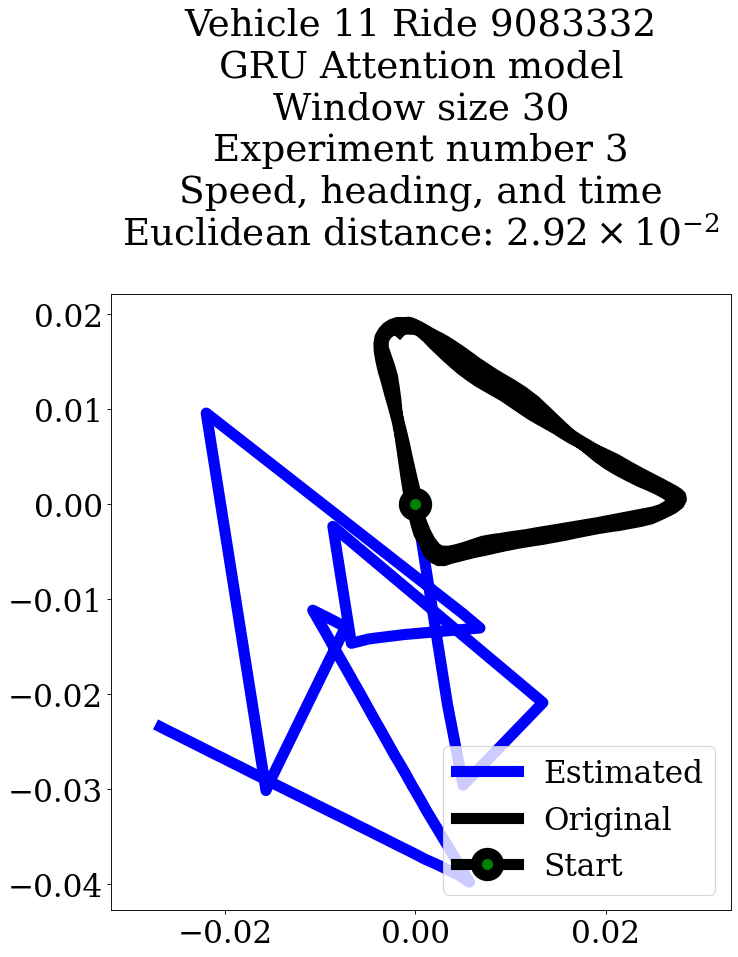 Vehicle 11 Ride 9083332
GRU Attention model
Window size 30
Experiment number 3
Speed, heading, and time
Euclidean distance: 2.92 × 10⁻²
0.02
0.01
0.00
−0.01
−0.02
−0.03
−0.04
Estimated
Original
Start
−0.02 0.00 0.02